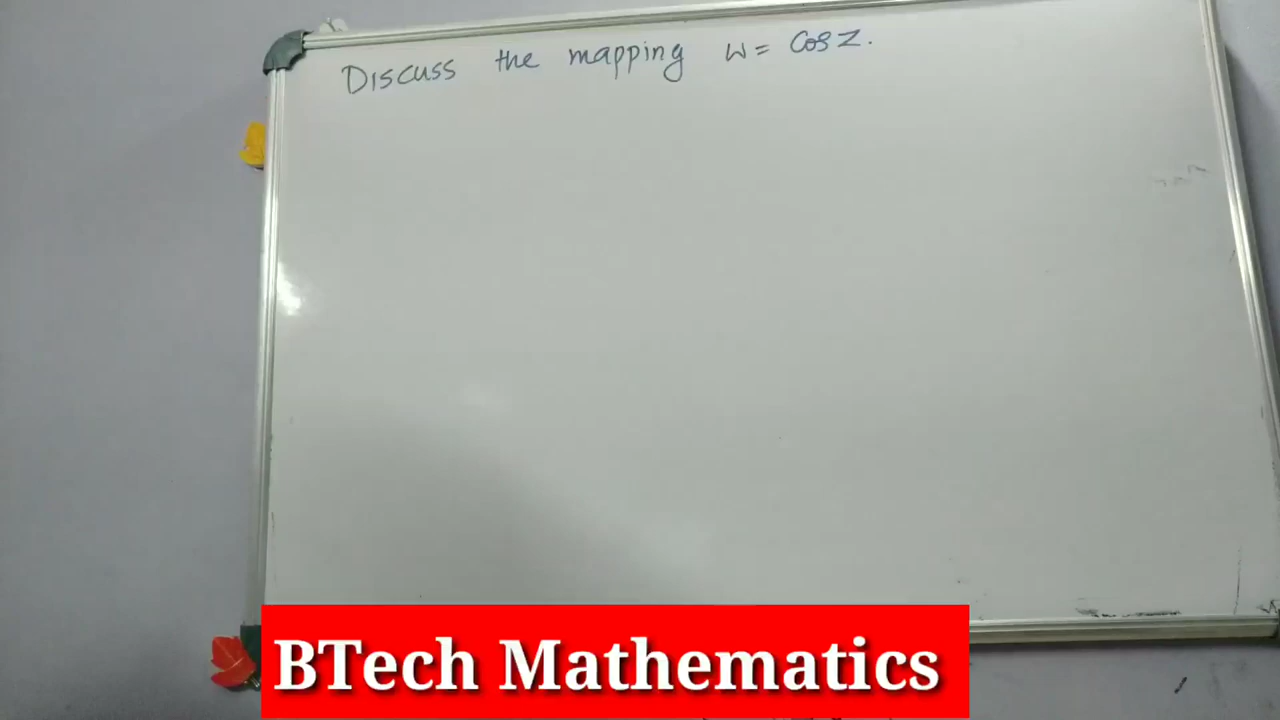 Discuss the mapping w = Cos z.
BTech Mathematics